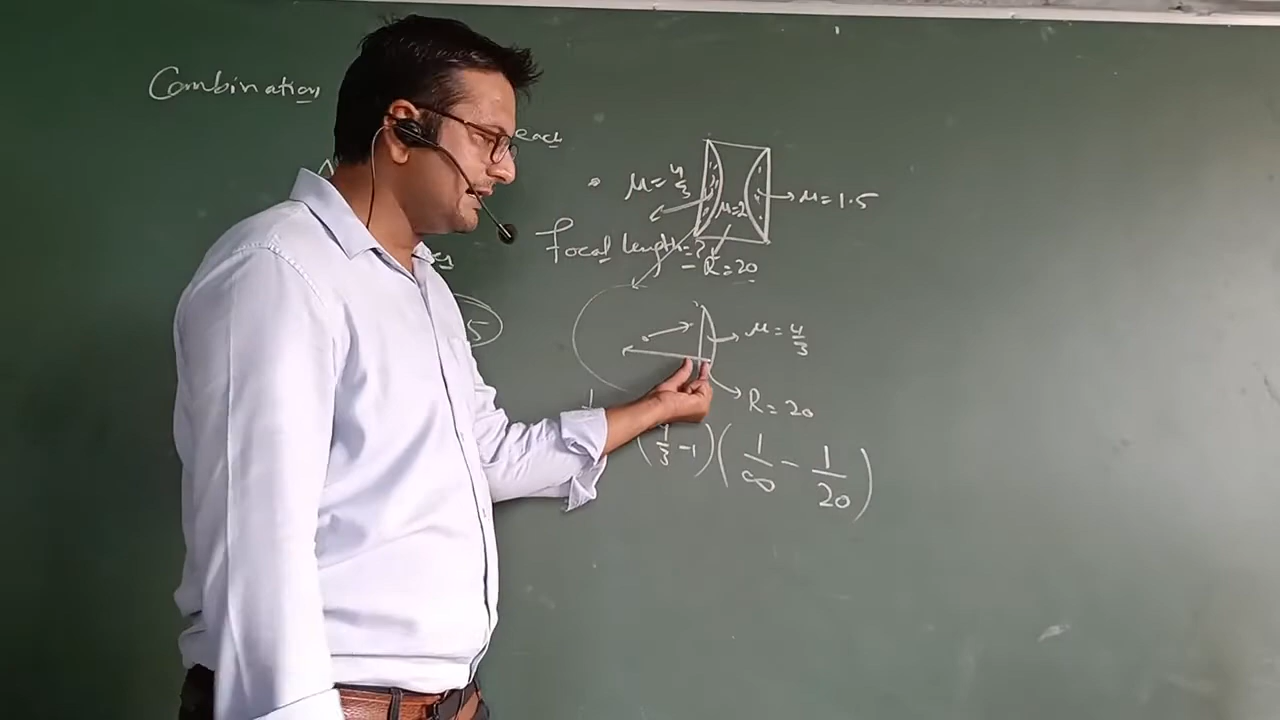 Combination
each
μ = 4/3
μ = 1.5
μ = 2
Focal length = ?
R = 20
μ = 4/3
5
R = 20
(4/3 - 1) (1/∞ - 1/20)